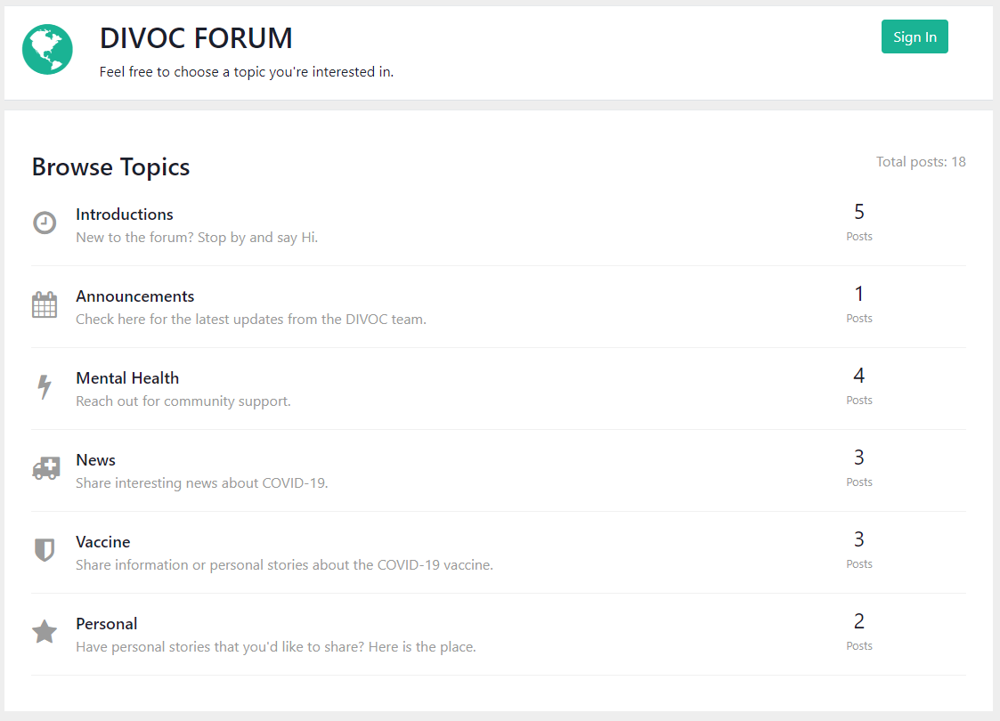 DIVOC FORUM
Sign In
Feel free to choose a topic you're interested in.
Browse Topics
Total posts: 18
Introductions
5
New to the forum? Stop by and say Hi.
Posts
Announcements
1
Check here for the latest updates from the DIVOC team.
Posts
Mental Health
4
Reach out for community support.
Posts
News
3
Share interesting news about COVID-19.
Posts
Vaccine
3
Share information or personal stories about the COVID-19 vaccine.
Posts
Personal
2
Have personal stories that you'd like to share? Here is the place.
Posts